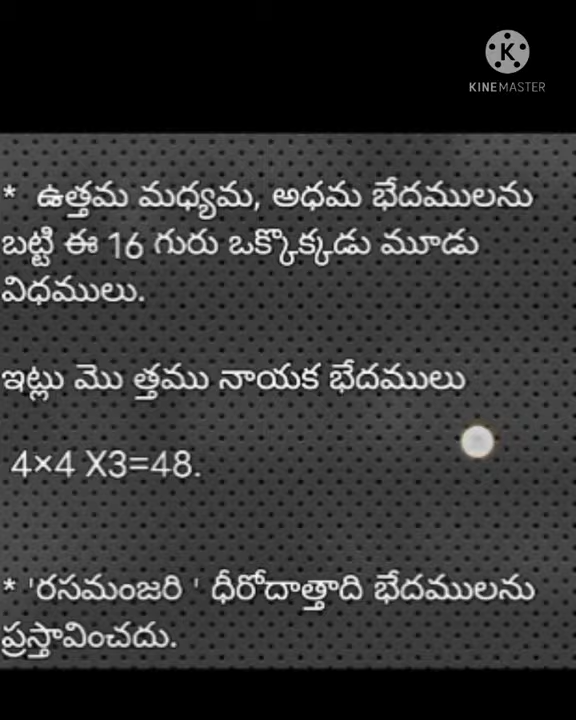 KINEMASTER
* ఉత్తమ మధ్యమ, అధమ భేదములను
బట్టి ఈ 16 గురు ఒక్కొక్కడు మూడు
విధములు.
ఇట్లు మొ త్తము నాయక భేదములు
4×4 X3=48.
* 'రసమంజరి ' ధీరోదాత్తాది భేదములను
ప్రస్తావించదు.